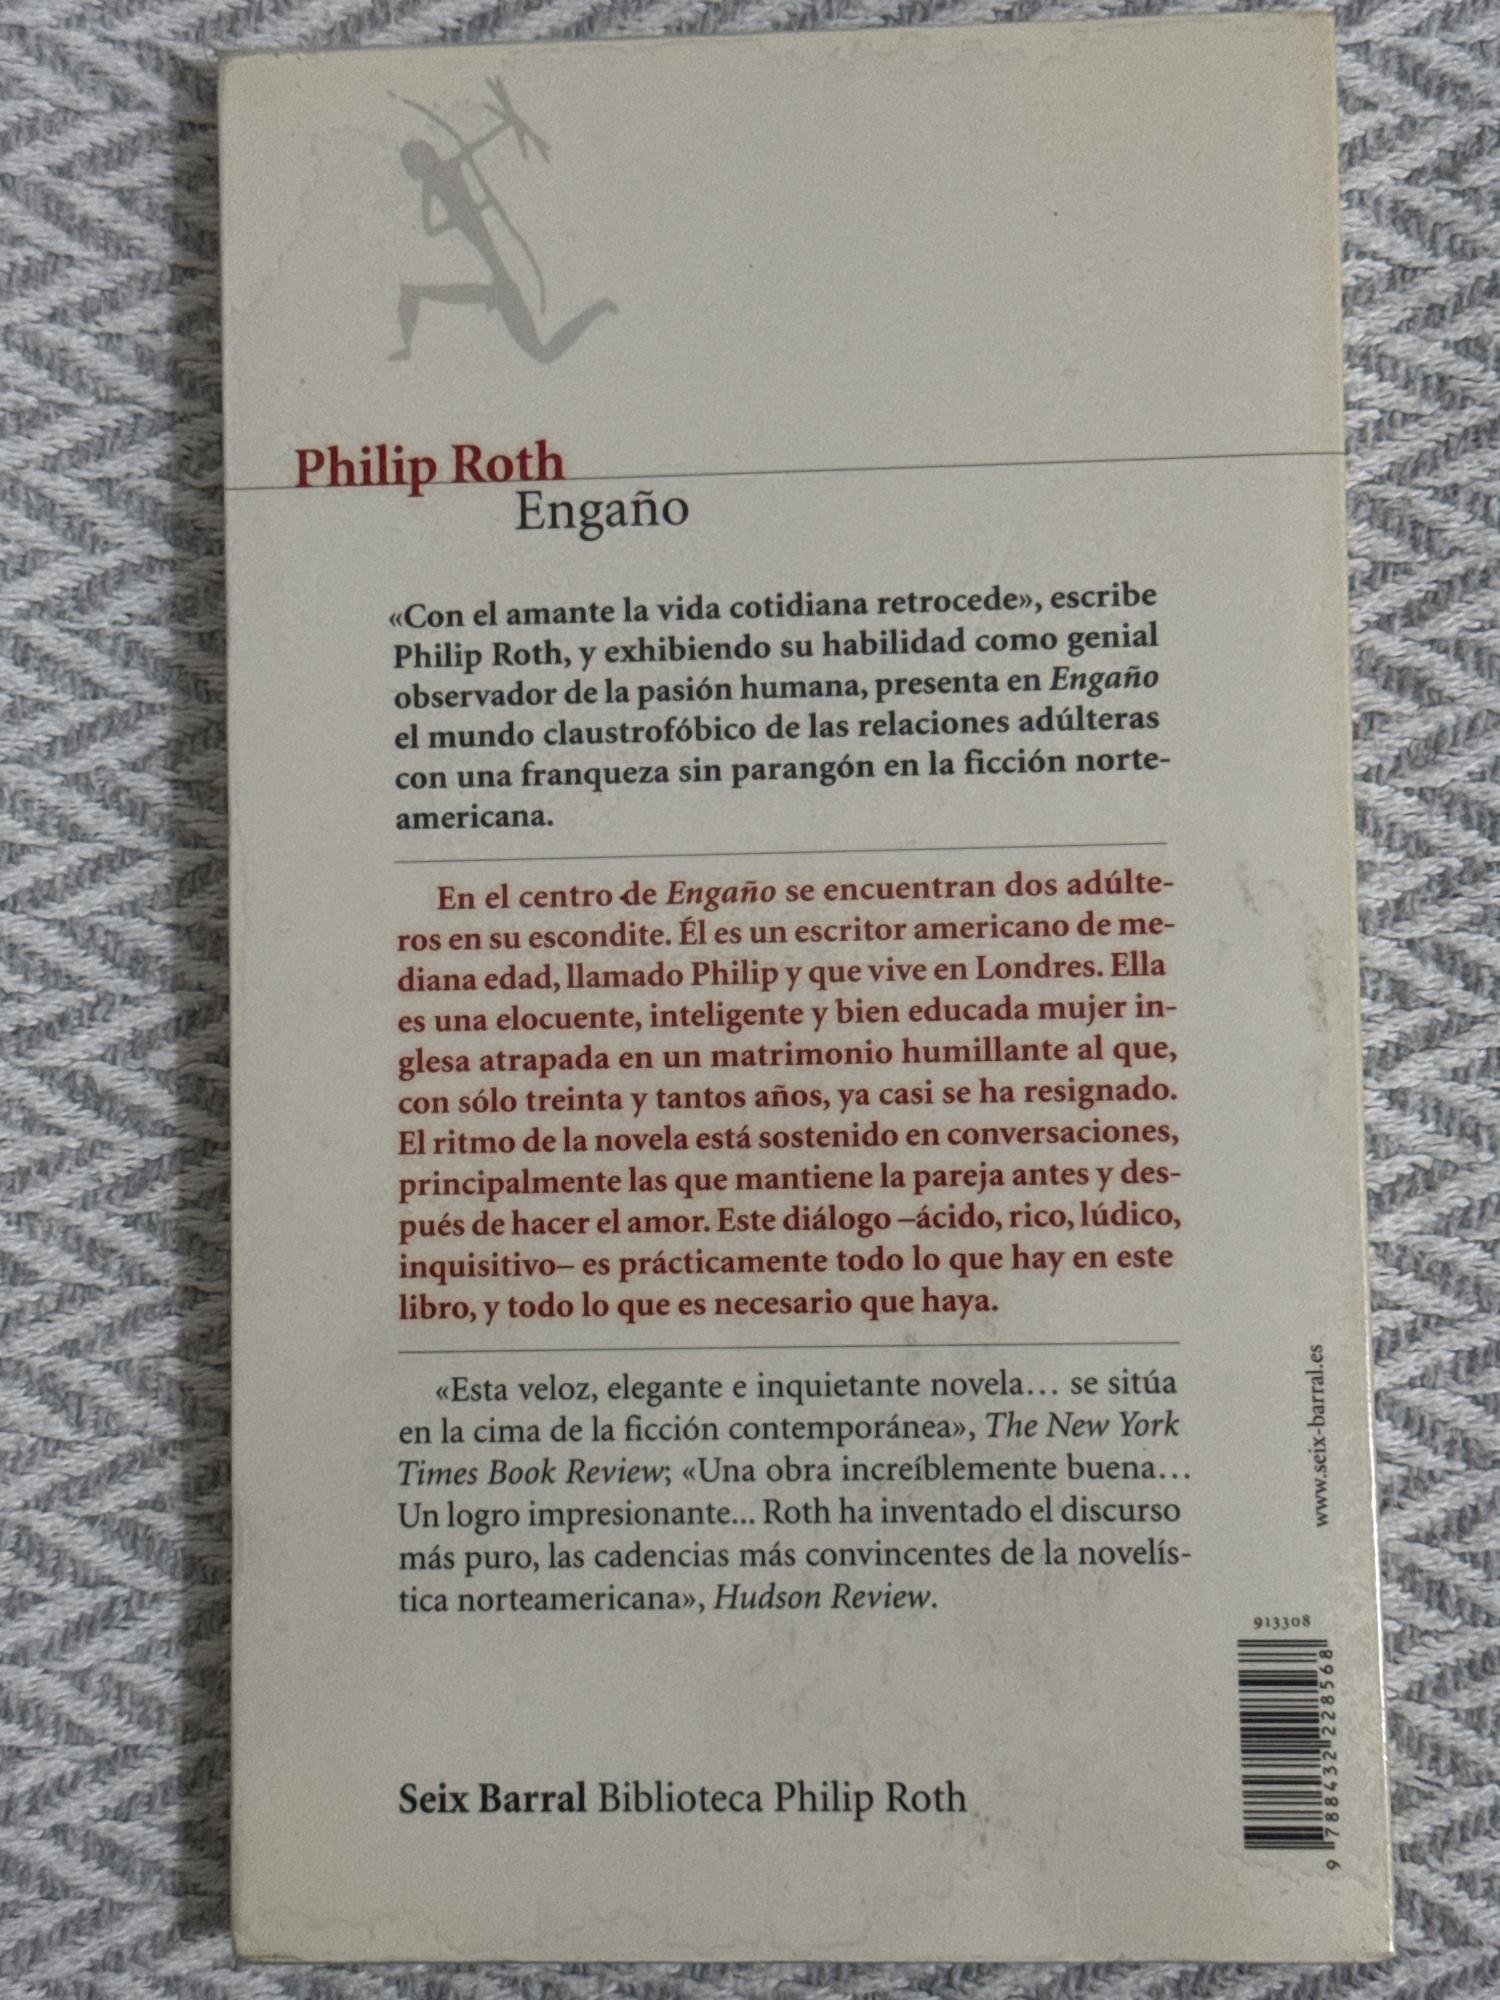 Philip Roth
Engaño
«Con el amante la vida cotidiana retrocede», escribe
Philip Roth, y exhibiendo su habilidad como genial
observador de la pasión humana, presenta en Engaño
el mundo claustrofóbico de las relaciones adúlteras
con una franqueza sin parangón en la ficción norte-
americana.
En el centro de Engaño se encuentran dos adúlte-
ros en su escondite. Él es un escritor americano de me-
diana edad, llamado Philip y que vive en Londres. Ella
es una elocuente, inteligente y bien educada mujer in-
glesa atrapada en un matrimonio humillante al que,
con sólo treinta y tantos años, ya casi se ha resignado.
El ritmo de la novela está sostenido en conversaciones,
principalmente las que mantiene la pareja antes y des-
pués de hacer el amor. Este diálogo –ácido, rico, lúdico,
inquisitivo– es prácticamente todo lo que hay en este
libro, y todo lo que es necesario que haya.
«Esta veloz, elegante e inquietante novela… se sitúa
en la cima de la ficción contemporánea», The New York
Times Book Review; «Una obra increíblemente buena…
Un logro impresionante... Roth ha inventado el discurso
más puro, las cadencias más convincentes de la novelís-
tica norteamericana», Hudson Review.
Seix Barral Biblioteca Philip Roth
www.seix-barral.es
913308
9 788432 228568